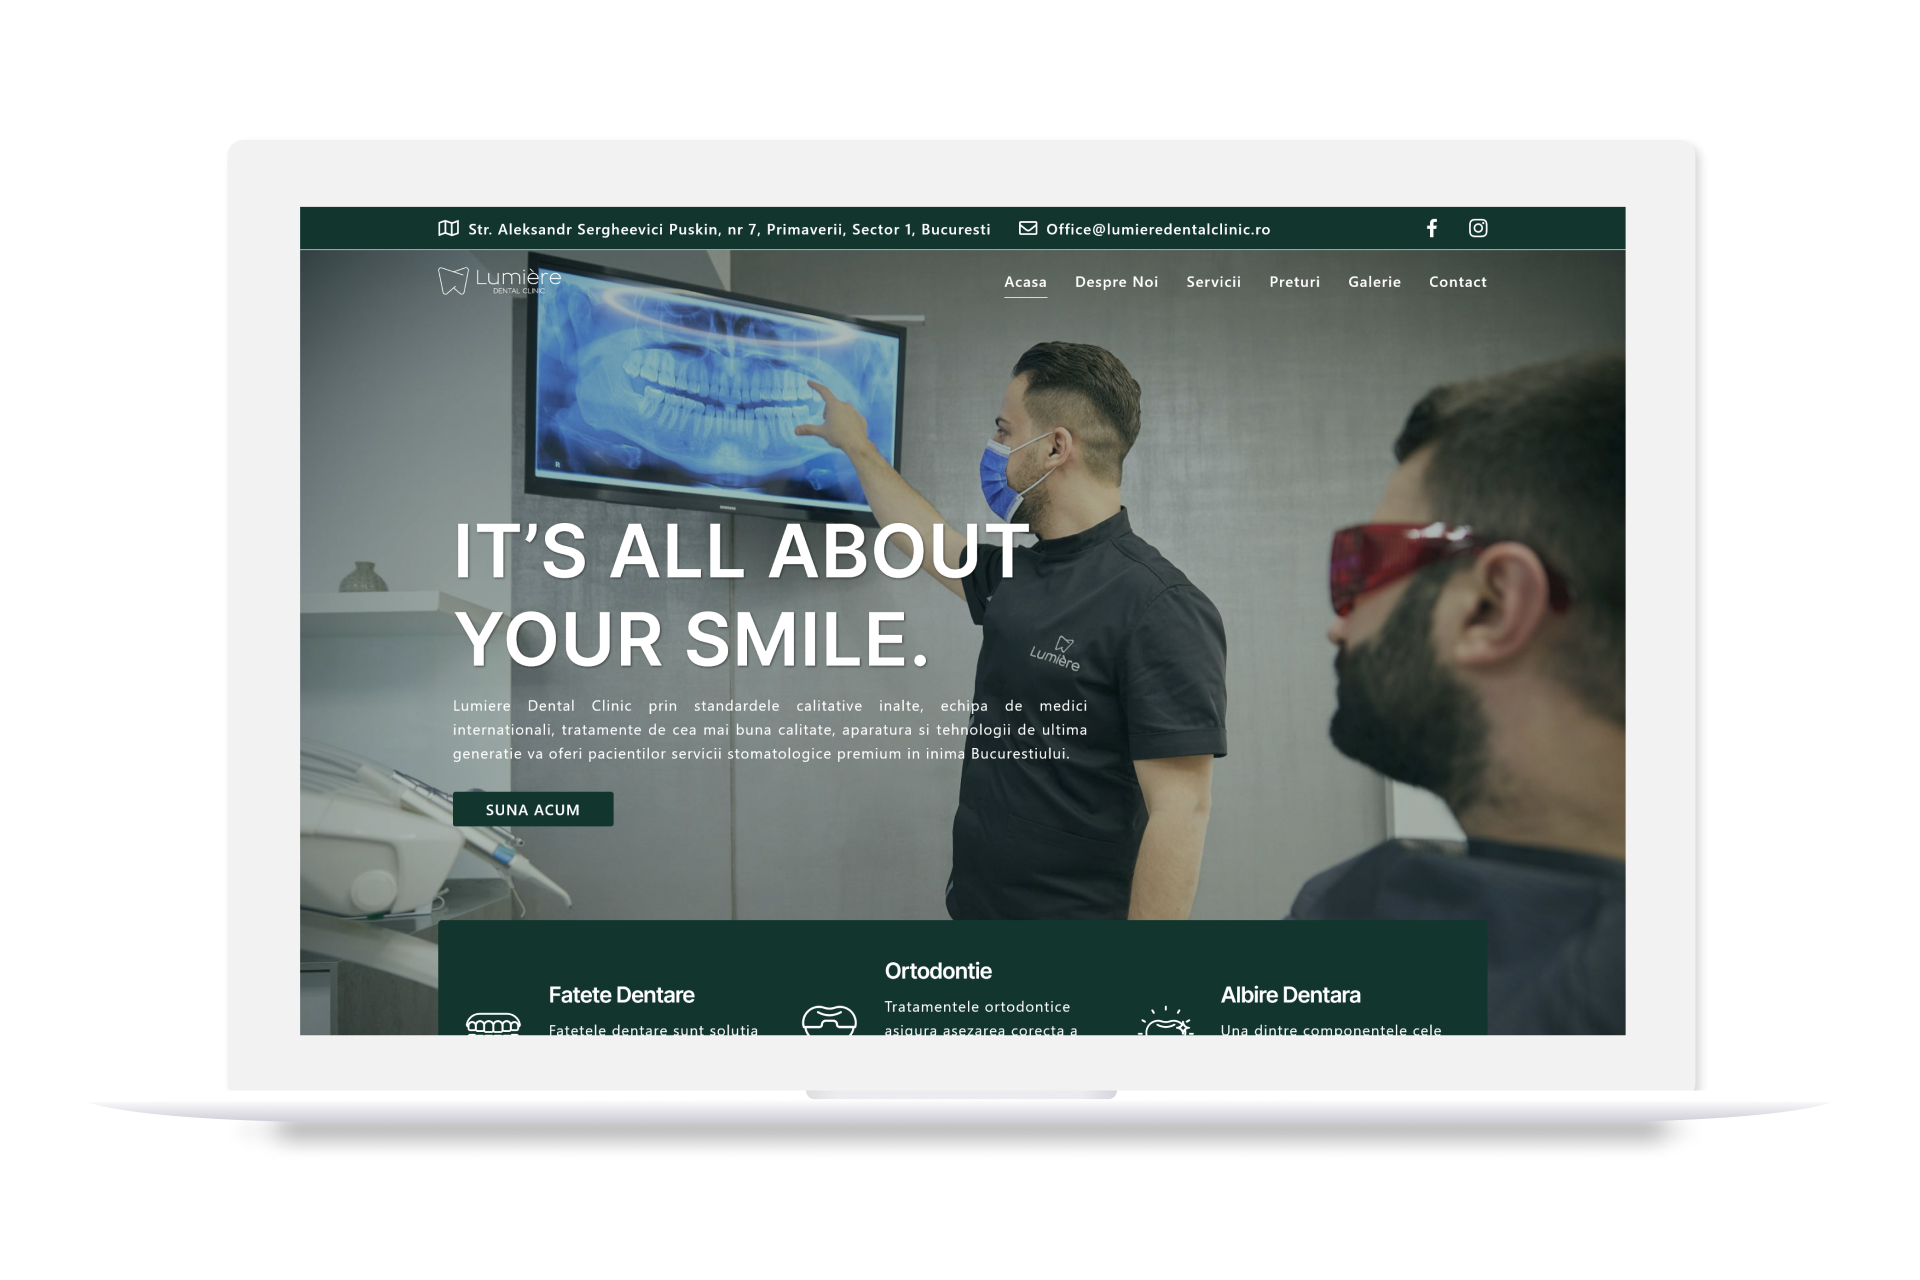 Str. Aleksandr Sergheevici Puskin, nr 7, Primaverii, Sector 1, Bucuresti
Office@lumieredentalclinic.ro
Lumière
DENTAL CLINIC
Acasa
Despre Noi
Servicii
Preturi
Galerie
Contact
SAMSUNG
R
IT’S ALL ABOUT
YOUR SMILE.
Lumière
Lumiere Dental Clinic prin standardele calitative inalte, echipa de medici
internationali, tratamente de cea mai buna calitate, aparatura si tehnologii de ultima
generatie va oferi pacientilor servicii stomatologice premium in inima Bucurestiului.
SUNA ACUM
Fatete Dentare
Fatetele dentare sunt solutia
Ortodontie
Tratamentele ortodontice
asigura asezarea corecta a
Albire Dentara
Una dintre componentele cele